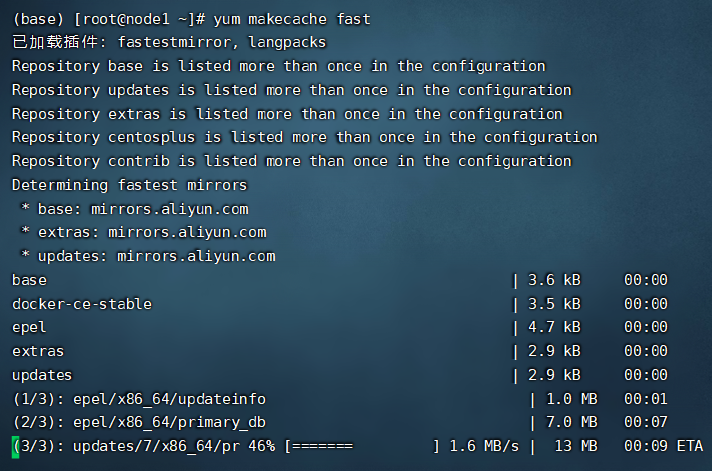 (base) [root@node1 ~]# yum makecache fast
已加载插件: fastestmirror, langpacks
Repository base is listed more than once in the configuration
Repository updates is listed more than once in the configuration
Repository extras is listed more than once in the configuration
Repository centosplus is listed more than once in the configuration
Repository contrib is listed more than once in the configuration
Determining fastest mirrors
 * base: mirrors.aliyun.com
 * extras: mirrors.aliyun.com
 * updates: mirrors.aliyun.com
base | 3.6 kB 00:00
docker-ce-stable | 3.5 kB 00:00
epel | 4.7 kB 00:00
extras | 2.9 kB 00:00
updates | 2.9 kB 00:00
(1/3): epel/x86_64/updateinfo | 1.0 MB 00:01
(2/3): epel/x86_64/primary_db | 7.0 MB 00:07
(3/3): updates/7/x86_64/pr 46% [======= ] 1.6 MB/s | 13 MB 00:09 ETA